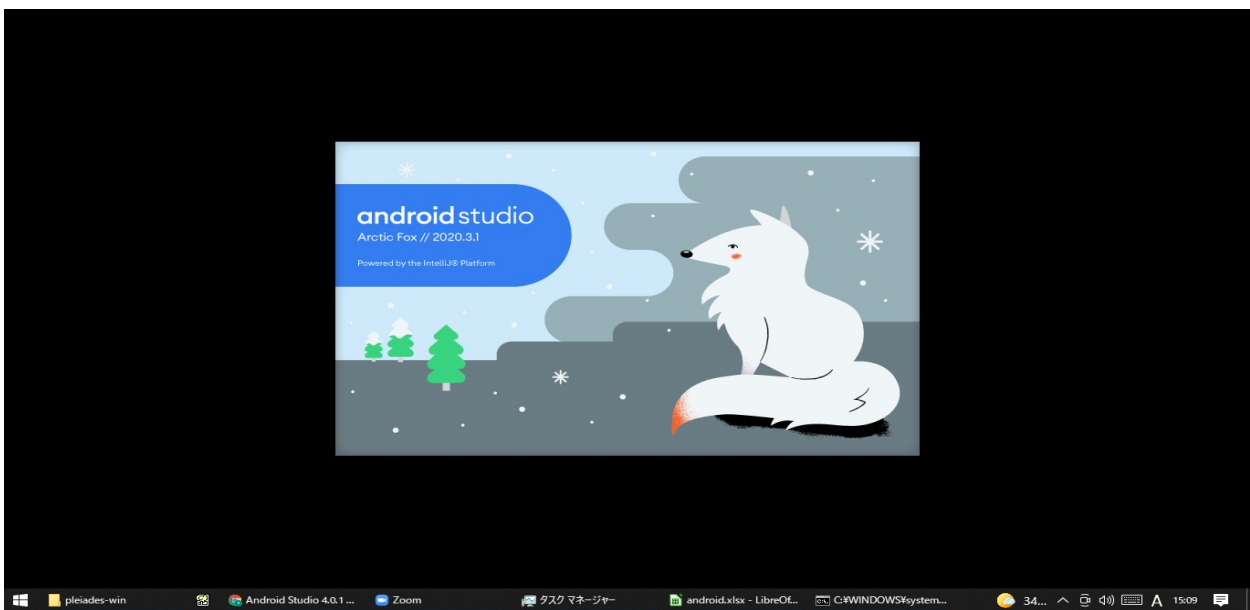 android studio
Arctic Fox // 2020.3.1
Powered by the IntelliJ® Platform
pleiades-win
Android Studio 4.0.1 ...
Zoom
タスク マネージャー
android.xlsx - LibreOf...
C:¥WINDOWS¥system...
34...
A
15:09